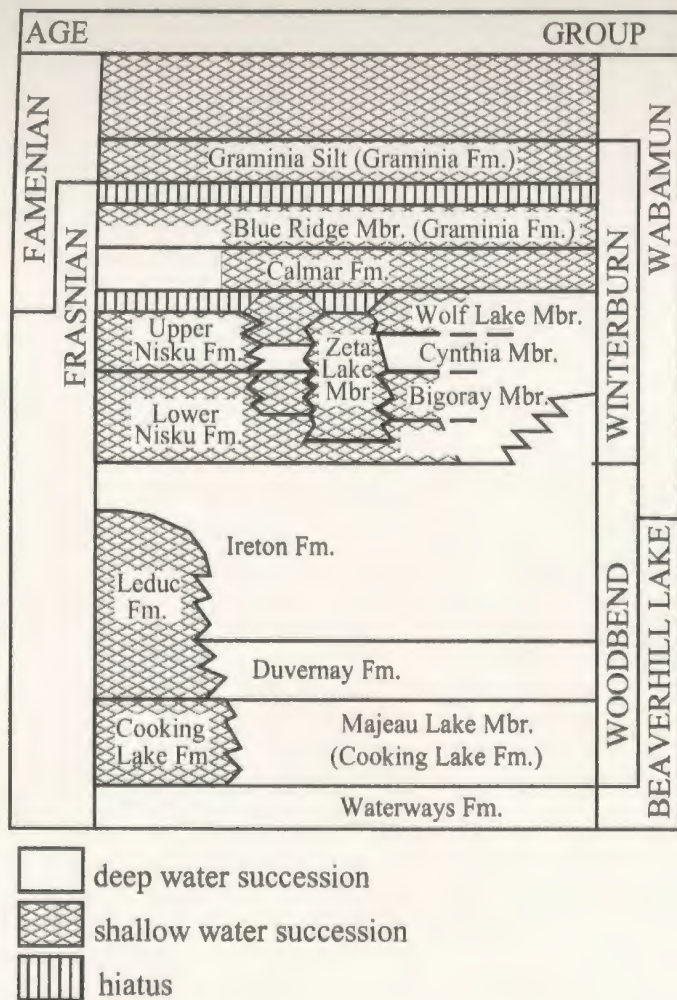 AGE
GROUP
FAMENIAN
FRASNIAN
WABAMUN
WINTERBURN
WOODBEND
BEAVERHILL LAKE
Graminia Silt (Graminia Fm.)
Blue Ridge Mbr. (Graminia Fm.)
Calmar Fm.
Upper
Nisku Fm.
Zeta
Lake
Mbr
Wolf Lake Mbr.
Cynthia Mbr.
Bigoray Mbr.
Lower
Nisku Fm.
Ireton Fm.
Leduc
Fm.
Duvernay Fm.
Cooking
Lake Fm
Majeau Lake Mbr.
(Cooking Lake Fm.)
Waterways Fm.
deep water succession
shallow water succession
hiatus